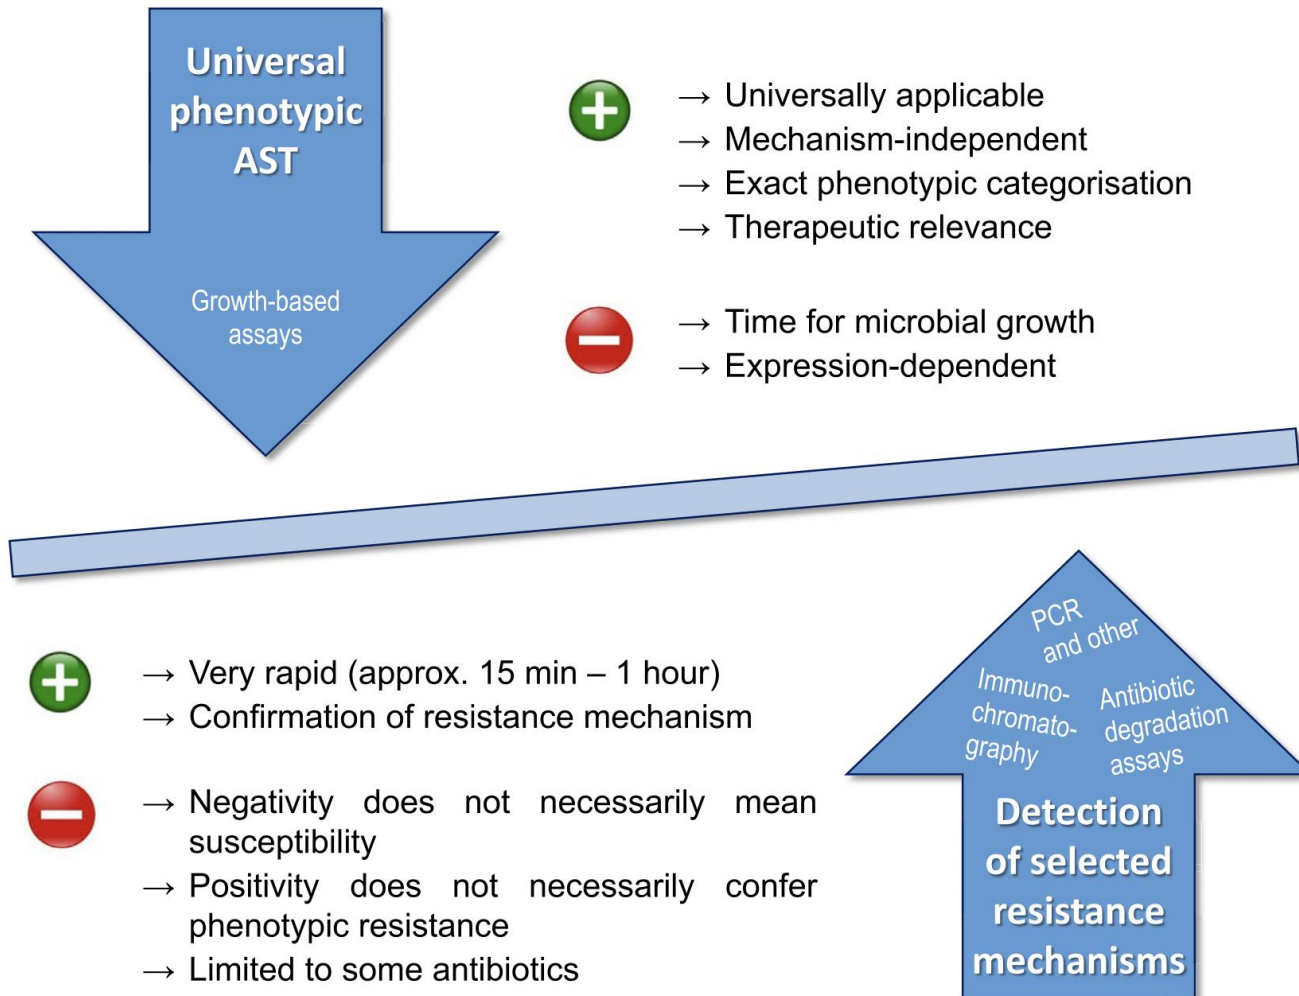 Universal
phenotypic
AST
Growth-based
assays
→ Universally applicable
→ Mechanism-independent
→ Exact phenotypic categorisation
→ Therapeutic relevance
→ Time for microbial growth
→ Expression-dependent
→ Very rapid (approx. 15 min – 1 hour)
→ Confirmation of resistance mechanism
→ Negativity does not necessarily mean
susceptibility
→ Positivity does not necessarily confer
phenotypic resistance
→ Limited to some antibiotics
PCR
and other
Immuno-
chromato-
graphy
Antibiotic
degradation
assays
Detection
of selected
resistance
mechanisms